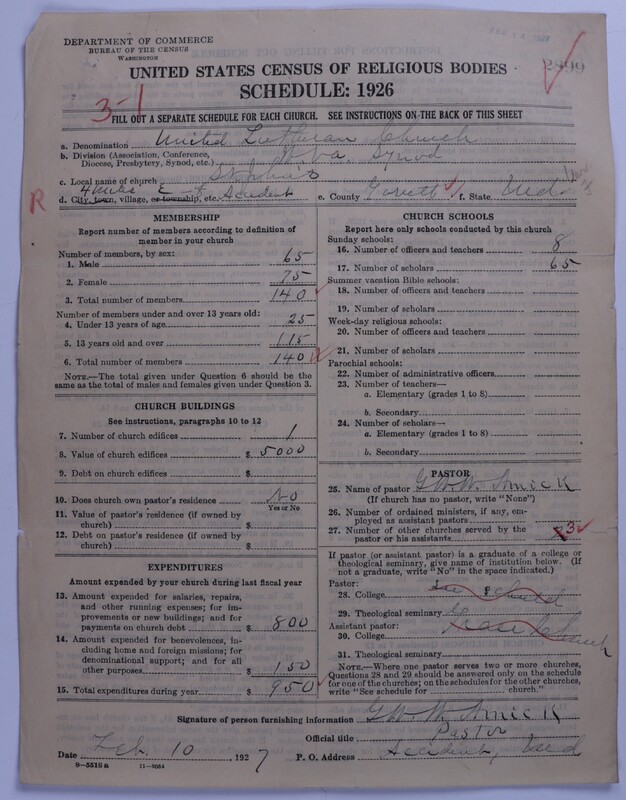 DEPARTMENT OF COMMERCE
BUREAU OF THE CENSUS
WASHINGTON
UNITED STATES CENSUS OF RELIGIOUS BODIES
SCHEDULE: 1926
3-1
FILL OUT A SEPARATE SCHEDULE FOR EACH CHURCH. SEE INSTRUCTIONS ON THE BACK OF THIS SHEET
a. Denomination United Lutheran Church
b. Division (Association, Conference, Diocese, Presbytery, Synod, etc.) W. Va. Synod
c. Local name of church St. John's
d. City, town, village, or township, etc. 4 miles E of Accident e. County Garrett f. State Md.
R
MEMBERSHIP
Report number of members according to definition of member in your church
Number of members, by sex:
1. Male 65
2. Female 75
3. Total number of members 140
Number of members under and over 13 years old:
4. Under 13 years of age 25
5. 13 years old and over 115
6. Total number of members 140
NOTE.—The total given under Question 6 should be the same as the total of males and females given under Question 3.
CHURCH BUILDINGS
See instructions, paragraphs 10 to 12
7. Number of church edifices 1
8. Value of church edifices $ 5000
9. Debt on church edifices $
10. Does church own pastor's residence No
Yes or No
11. Value of pastor's residence (if owned by church) $
12. Debt on pastor's residence (if owned by church) $
EXPENDITURES
Amount expended by your church during last fiscal year
13. Amount expended for salaries, repairs, and other running expenses; for improvements or new buildings; and for payments on church debt $ 800
14. Amount expended for benevolences, including home and foreign missions; for denominational support; and for all other purposes $ 150
15. Total expenditures during year $ 950
CHURCH SCHOOLS
Report here only schools conducted by this church
Sunday schools:
16. Number of officers and teachers 8
17. Number of scholars 65
Summer vacation Bible schools:
18. Number of officers and teachers
19. Number of scholars
Week-day religious schools:
20. Number of officers and teachers
21. Number of scholars
Parochial schools:
22. Number of administrative officers
23. Number of teachers—
a. Elementary (grades 1 to 8)
b. Secondary
24. Number of scholars—
a. Elementary (grades 1 to 8)
b. Secondary
PASTOR
25. Name of pastor G. W. W. Amick
(If church has no pastor, write "None")
26. Number of ordained ministers, if any, employed as assistant pastors
27. Number of other churches served by the pastor or his assistants 3
If pastor (or assistant pastor) is a graduate of a college or theological seminary, give name of institution below. (If not a graduate, write "No" in the space indicated.)
Pastor:
28. College
29. Theological seminary
Assistant pastor:
30. College
31. Theological seminary
NOTE.—Where one pastor serves two or more churches, Questions 28 and 29 should be answered only on the schedule for one of the churches; on the schedules for the other churches, write "See schedule for church."
Signature of person furnishing information G. W. W. Amick
Official title Pastor
Date Feb. 10, 1927 P. O. Address Accident, Md
8-5516 a 11-9054